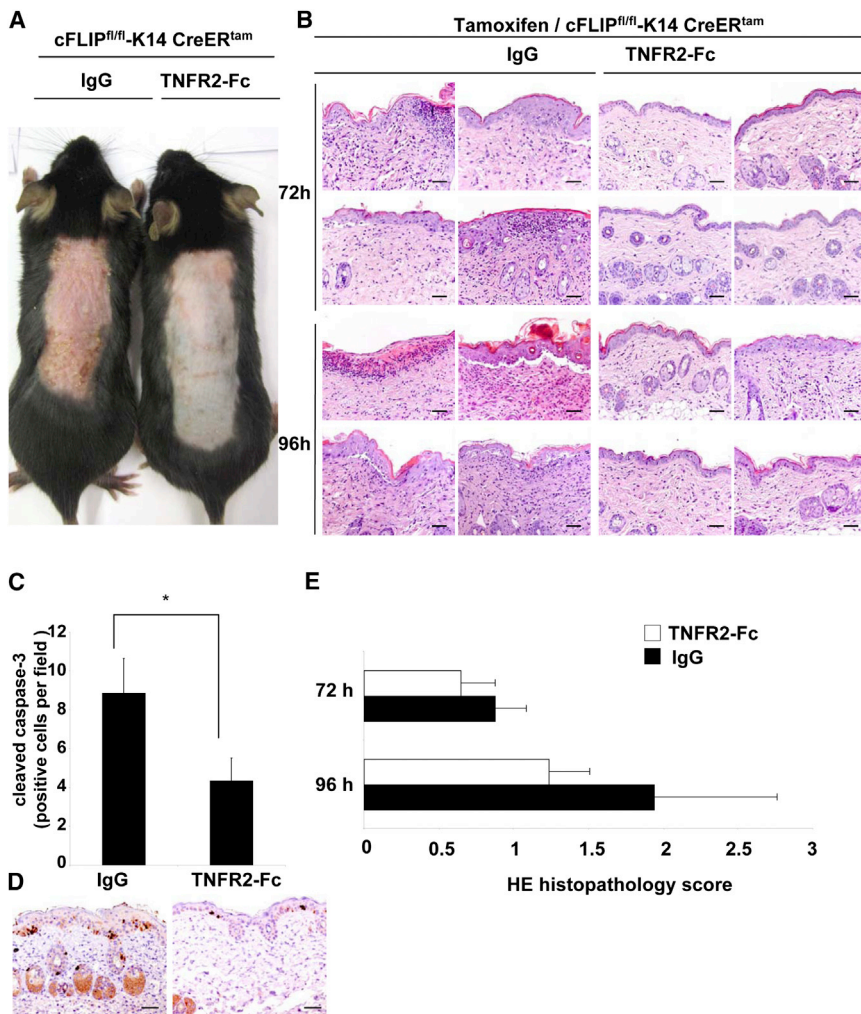 A
cFLIPfl/fl-K14 CreERtam
IgG
TNFR2-Fc
B
Tamoxifen / cFLIPfl/fl-K14 CreERtam
IgG
TNFR2-Fc
72h
96h
C
*
cleaved caspase-3
(positive cells per field )
12
10
8
6
4
2
0
IgG
TNFR2-Fc
D
E
TNFR2-Fc
IgG
72 h
96 h
0
0.5
1
1.5
2
2.5
3
HE histopathology score